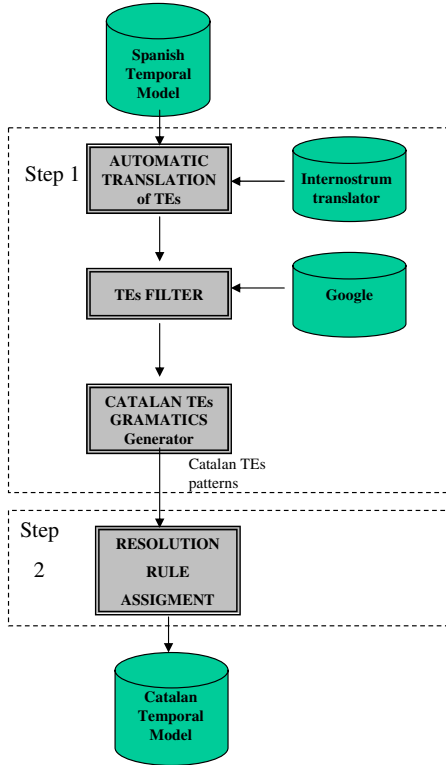 Spanish
Temporal
Model
Step 1
AUTOMATIC
TRANSLATION
of TEs
Internostrum
translator
TEs FILTER
Google
CATALAN TEs
GRAMATICS
Generator
Catalan TEs
patterns
Step
2
RESOLUTION
RULE
ASSIGMENT
Catalan
Temporal
Model